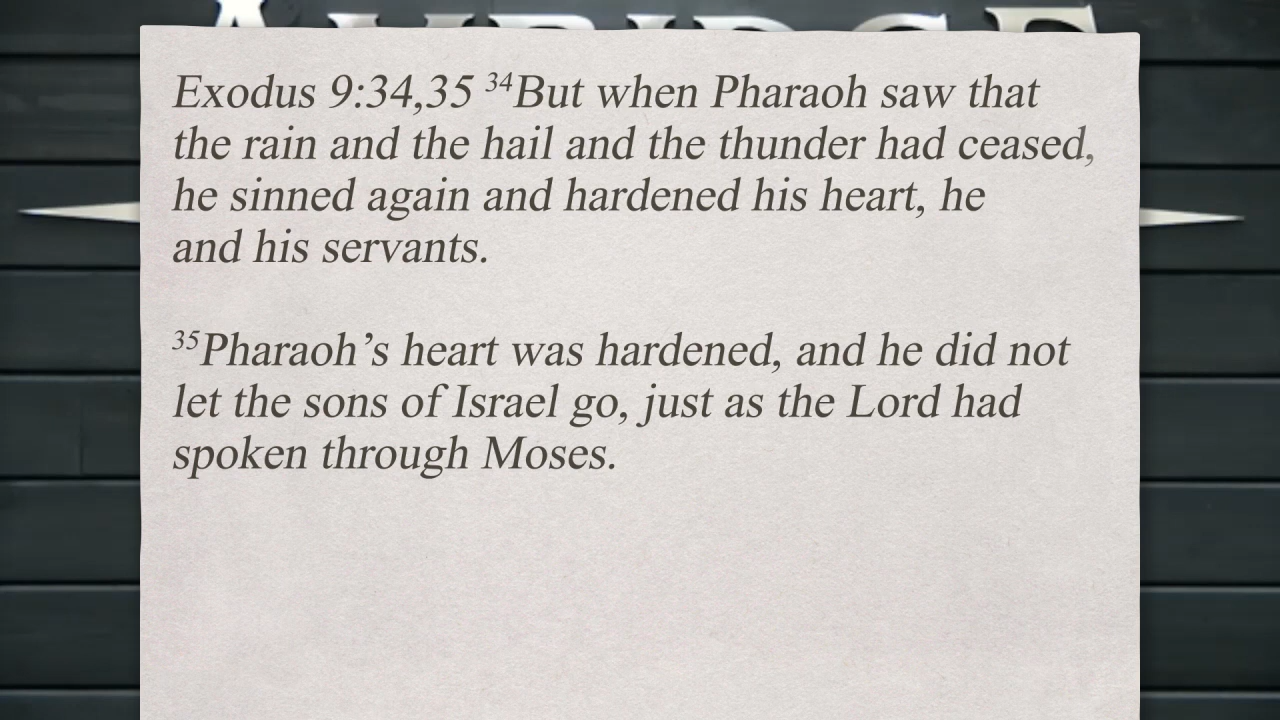 Exodus 9:34,35 ³⁴But when Pharaoh saw that
the rain and the hail and the thunder had ceased,
he sinned again and hardened his heart, he
and his servants.
³⁵Pharaoh’s heart was hardened, and he did not
let the sons of Israel go, just as the Lord had
spoken through Moses.